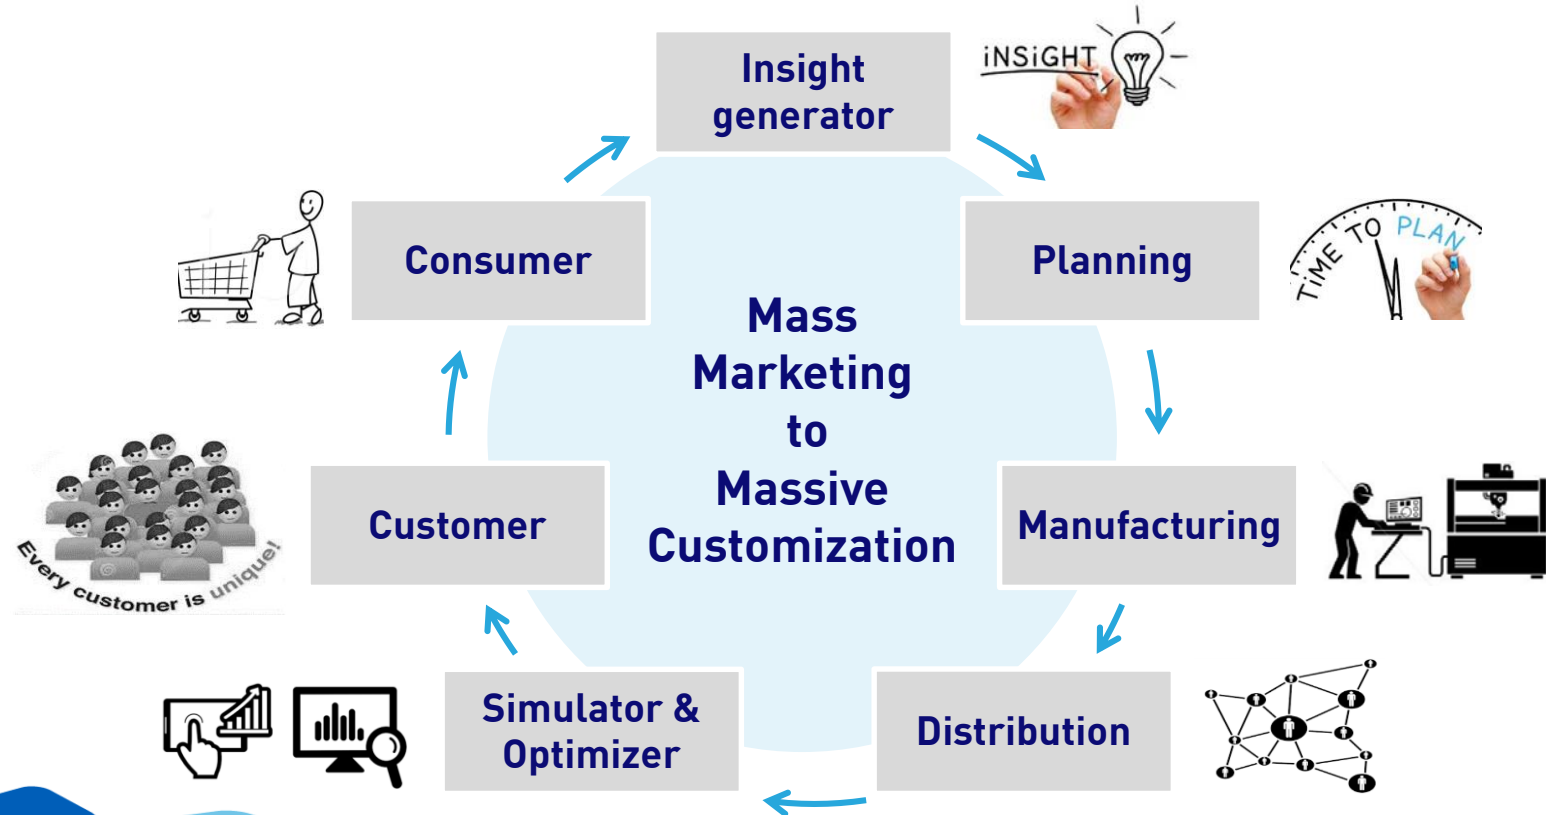 Insight
generator
iNSiGHT
Consumer
Planning
TiME TO PLAN
Mass
Marketing
to
Massive
Customization
Customer
Manufacturing
Every customer is unique!
Simulator &
Optimizer
Distribution